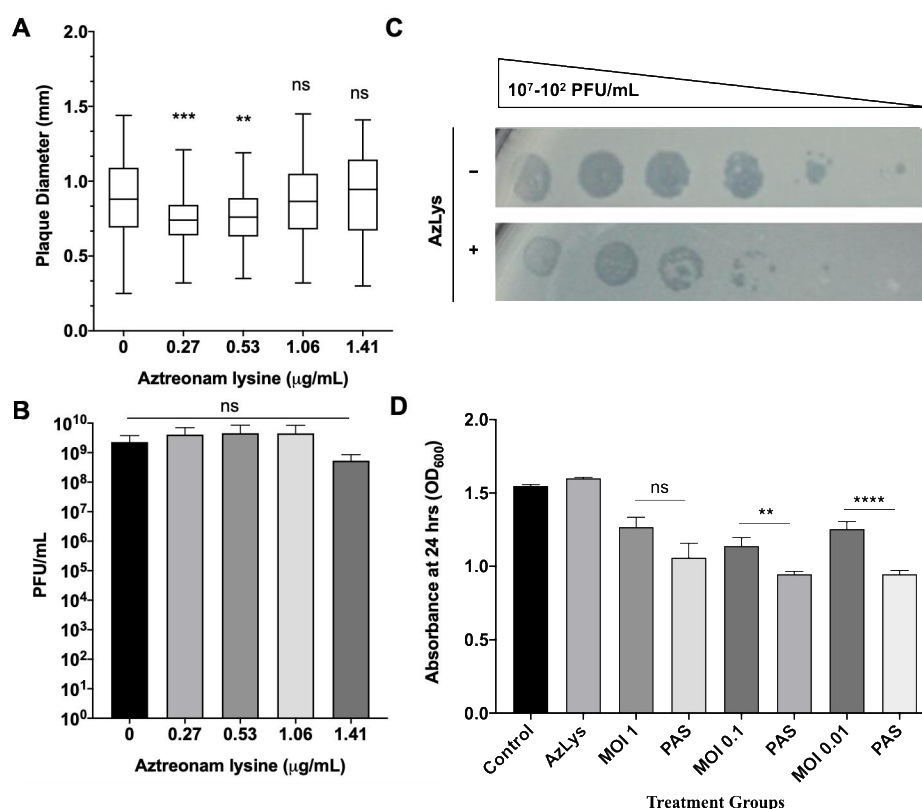 A
2.0
1.5
1.0
0.5
0.0
Plaque Diameter (mm)
***
**
ns
ns
0 0.27 0.53 1.06 1.41
Aztreonam lysine (μg/mL)
C
10⁷-10² PFU/mL
AzLys
−
+
B
ns
10¹⁰
10⁹
10⁸
10⁷
10⁶
10⁵
10⁴
10³
10²
10¹
10⁰
PFU/mL
0 0.27 0.53 1.06 1.41
Aztreonam lysine (μg/mL)
D
2.0
1.5
1.0
0.5
0.0
Absorbance at 24 hrs (OD₆₀₀)
ns
**
****
Control
AzLys
MOI 1
PAS
MOI 0.1
PAS
MOI 0.01
PAS
Treatment Groups